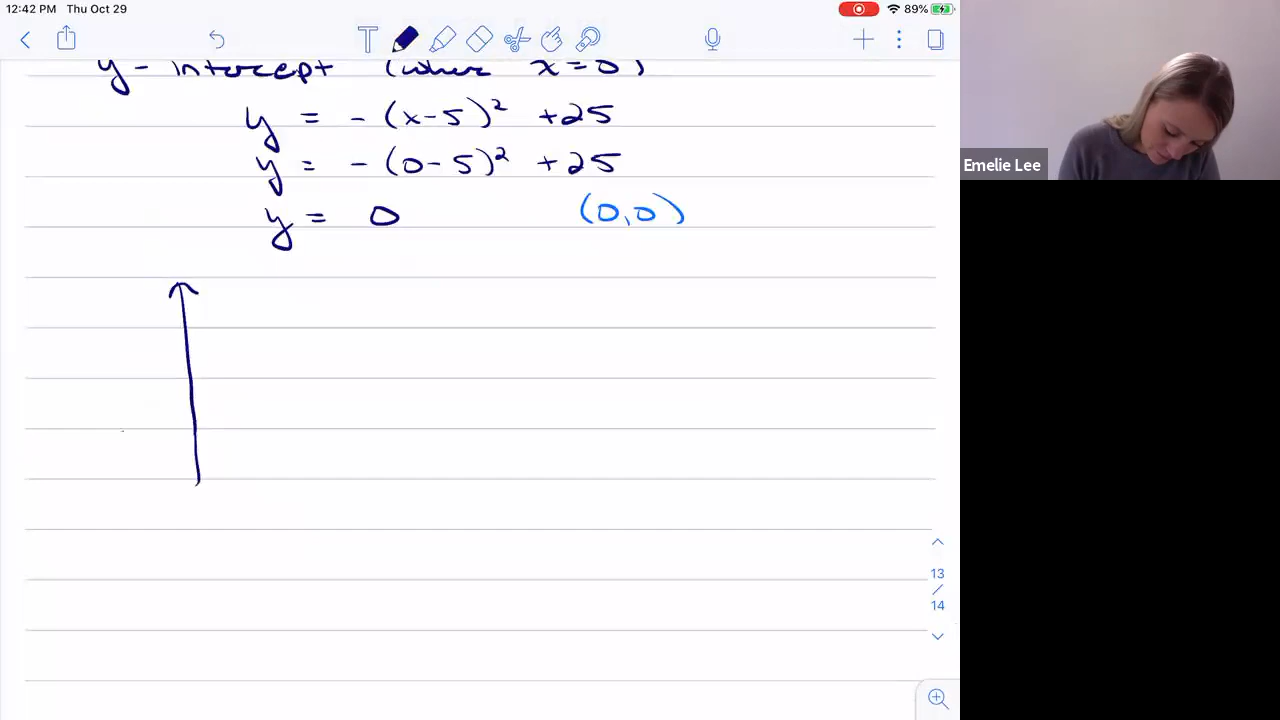 12:42 PM Thu Oct 29 89%
y - intercept (where x = 0)
y = - (x - 5)² + 25
y = - (0 - 5)² + 25
y = 0 (0,0)
Emelie Lee
13
/
14